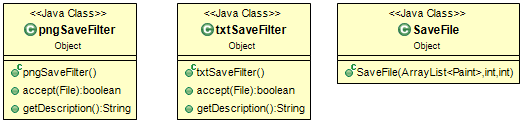 <<Java Class>>
pngSaveFilter
Object
pngSaveFilter()
accept(File):boolean
getDescription():String
<<Java Class>>
txtSaveFilter
Object
txtSaveFilter()
accept(File):boolean
getDescription():String
<<Java Class>>
SaveFile
Object
SaveFile(ArrayList<Paint>,int,int)